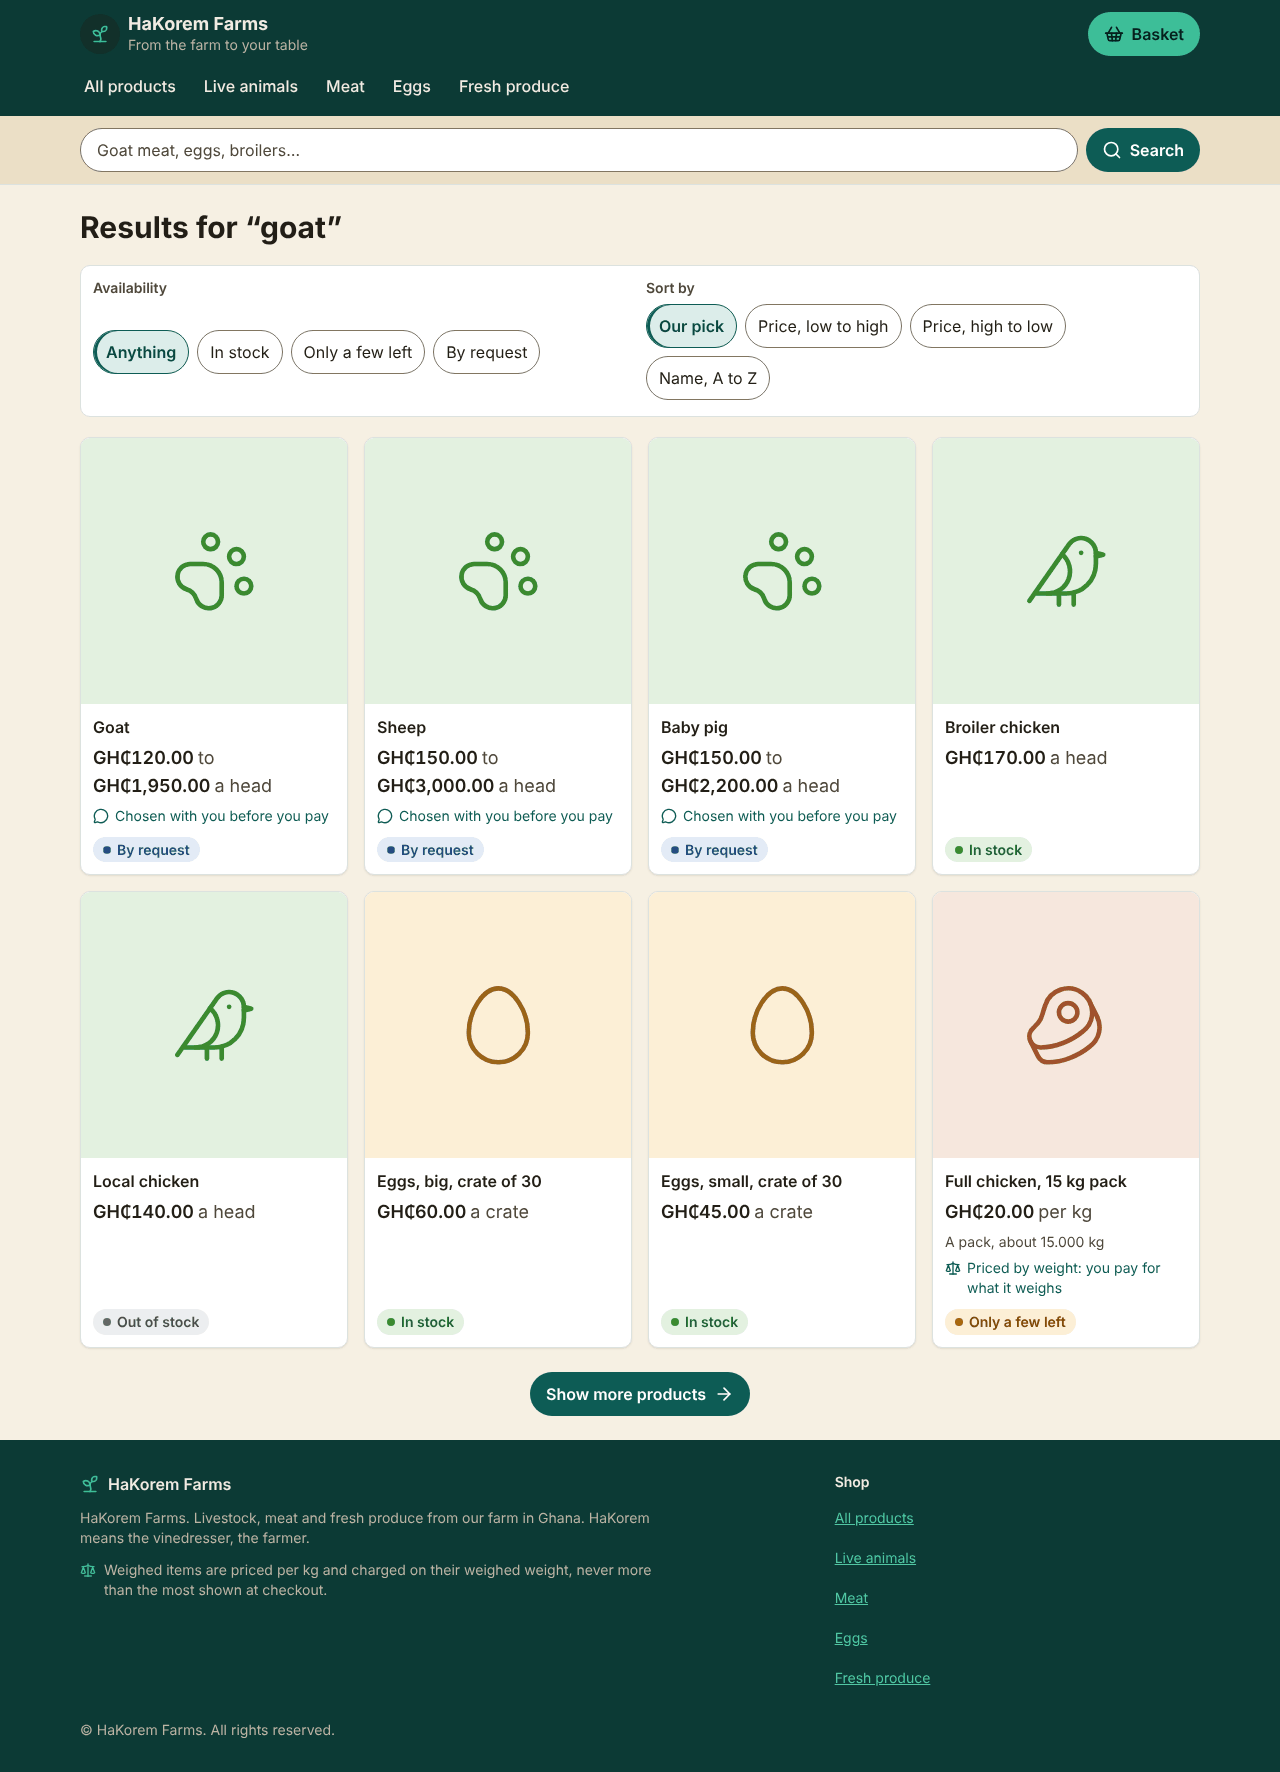 HaKorem Farms
From the farm to your table
Basket
All products
Live animals
Meat
Eggs
Fresh produce
Goat meat, eggs, broilers...
Search
Results for “goat”
Availability
Anything
In stock
Only a few left
By request
Sort by
Our pick
Price, low to high
Price, high to low
Name, A to Z
Goat
GH₵120.00 to
GH₵1,950.00 a head
Chosen with you before you pay
By request
Sheep
GH₵150.00 to
GH₵3,000.00 a head
Chosen with you before you pay
By request
Baby pig
GH₵150.00 to
GH₵2,200.00 a head
Chosen with you before you pay
By request
Broiler chicken
GH₵170.00 a head
In stock
Local chicken
GH₵140.00 a head
Out of stock
Eggs, big, crate of 30
GH₵60.00 a crate
In stock
Eggs, small, crate of 30
GH₵45.00 a crate
In stock
Full chicken, 15 kg pack
GH₵20.00 per kg
A pack, about 15.000 kg
Priced by weight: you pay for
what it weighs
Only a few left
Show more products
HaKorem Farms
HaKorem Farms. Livestock, meat and fresh produce from our farm in Ghana. HaKorem
means the vinedresser, the farmer.
Weighed items are priced per kg and charged on their weighed weight, never more
than the most shown at checkout.
Shop
All products
Live animals
Meat
Eggs
Fresh produce
© HaKorem Farms. All rights reserved.